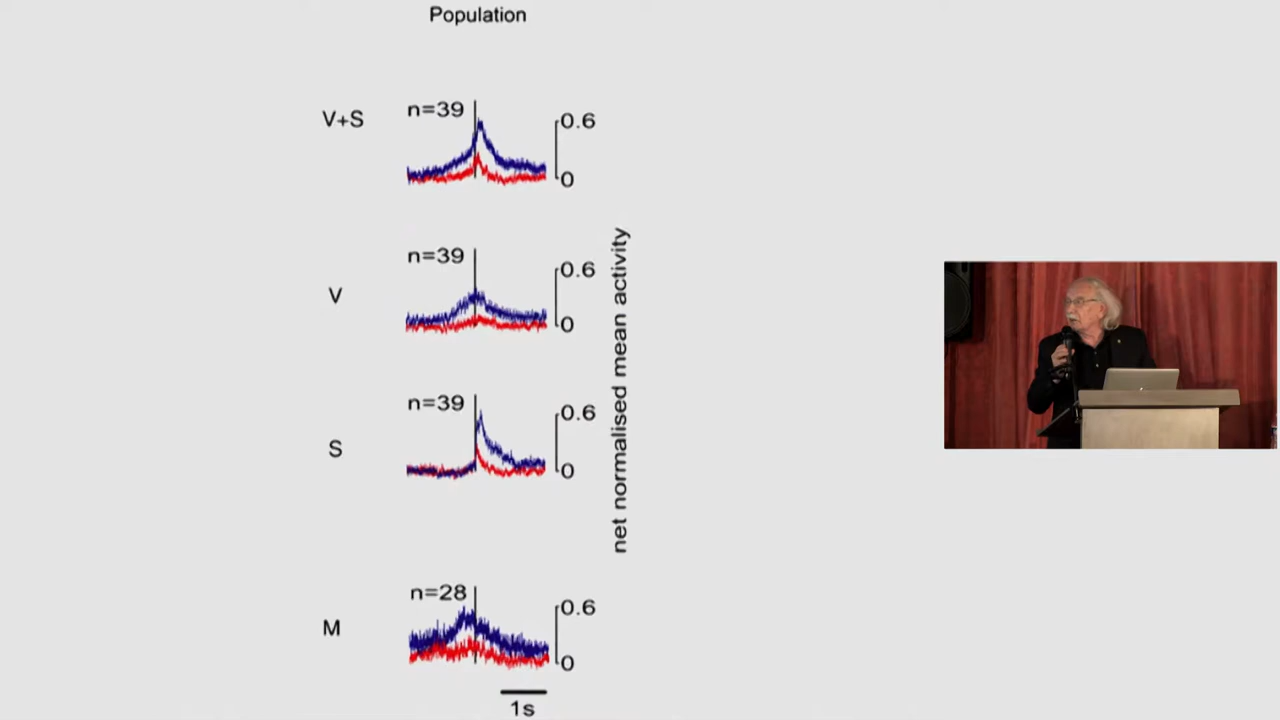 Population
V+S
n=39
0.6
0
V
n=39
0.6
0
S
n=39
0.6
0
net normalised mean activity
M
n=28
0.6
0
1s